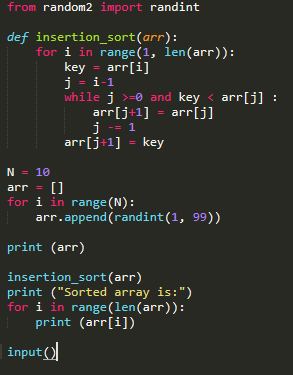 from random2 import randint
def insertion_sort(arr):
    for i in range(1, len(arr)):
        key = arr[i]
        j = i-1
        while j >=0 and key < arr[j] :
            arr[j+1] = arr[j]
            j -= 1
        arr[j+1] = key
N = 10
arr = []
for i in range(N):
    arr.append(randint(1, 99))
print (arr)
insertion_sort(arr)
print ("Sorted array is:")
for i in range(len(arr)):
    print (arr[i])
input()